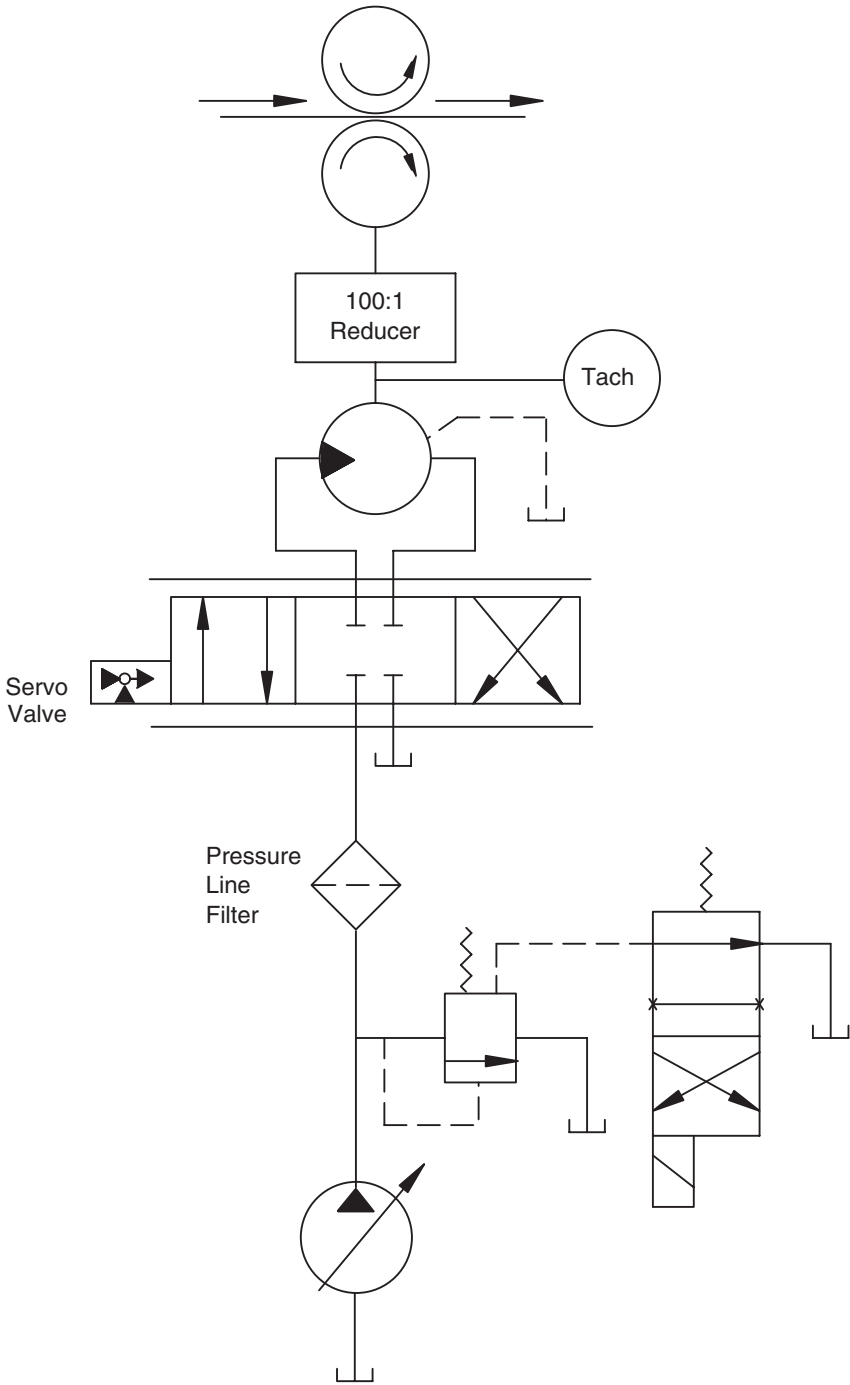 100:1
Reducer
Tach
Servo
Valve
Pressure
Line
Filter